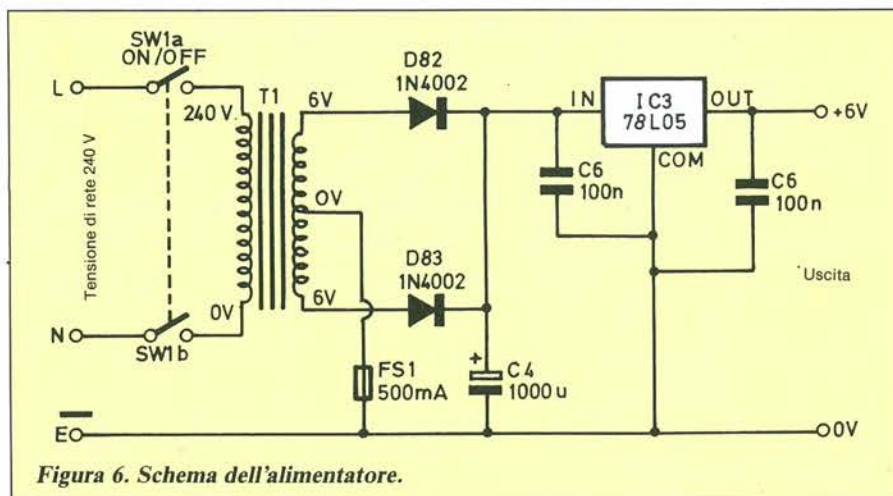 SW1a
ON/OFF
L
240 V
T1
6V
D82
1N4002
IN
IC3
78L05
OUT
+6V
COM
C6
100n
C6
100n
Tensione di rete 240 V
0V
D83
1N4002
Uscita
0V
6V
N
SW1b
FS1
500mA
+
C4
1000u
E
0V
Figura 6. Schema dell'alimentatore.